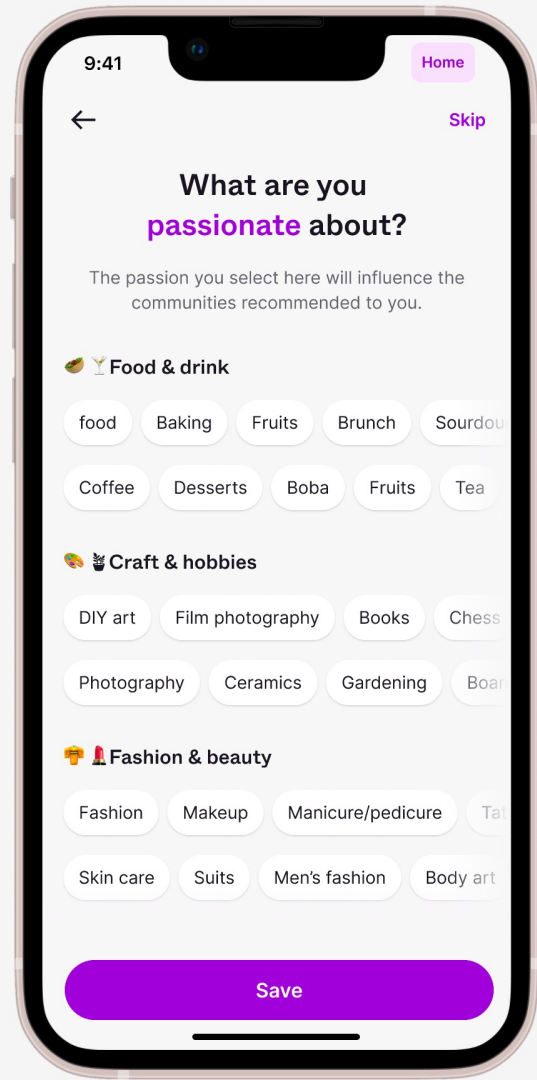 9:41
Home
Skip
What are you
passionate about?
The passion you select here will influence the
communities recommended to you.
Food & drink
food Baking Fruits Brunch Sourdou
Coffee Desserts Boba Fruits Tea
Craft & hobbies
DIY art Film photography Books Chess
Photography Ceramics Gardening Boar
Fashion & beauty
Fashion Makeup Manicure/pedicure Tat
Skin care Suits Men’s fashion Body art
Save